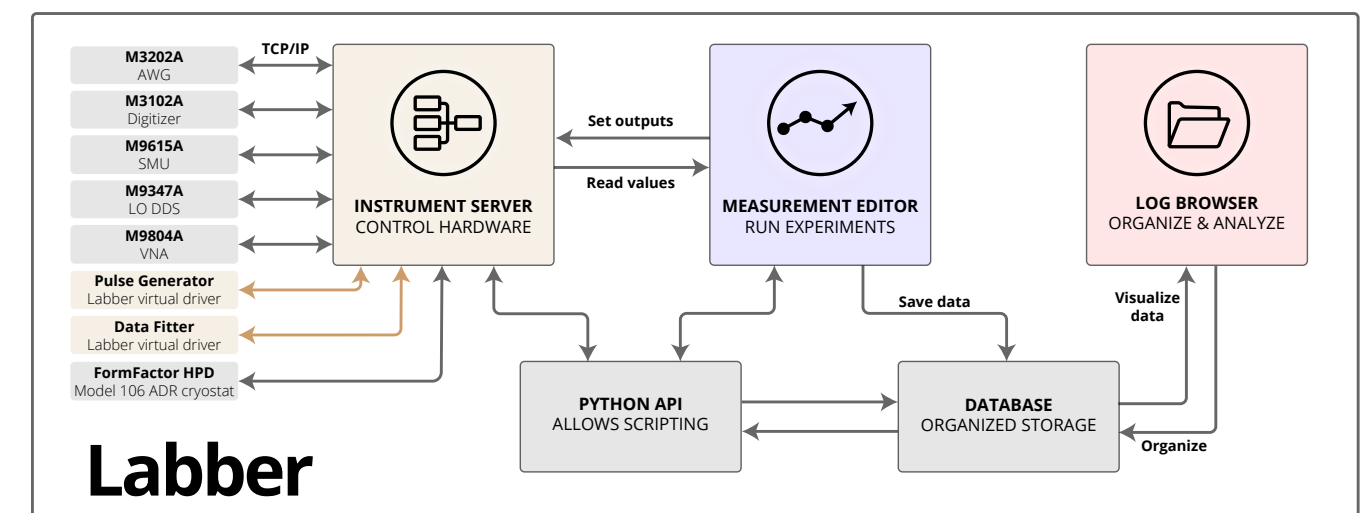 M3202A
AWG
M3102A
Digitizer
M9615A
SMU
M9347A
LO DDS
M9804A
VNA
Pulse Generator
Labber virtual driver
Data Fitter
Labber virtual driver
FormFactor HPD
Model 106 ADR cryostat
TCP/IP
INSTRUMENT SERVER
CONTROL HARDWARE
Set outputs
Read values
MEASUREMENT EDITOR
RUN EXPERIMENTS
LOG BROWSER
ORGANIZE & ANALYZE
Save data
Visualize
data
PYTHON API
ALLOWS SCRIPTING
DATABASE
ORGANIZED STORAGE
Organize
Labber